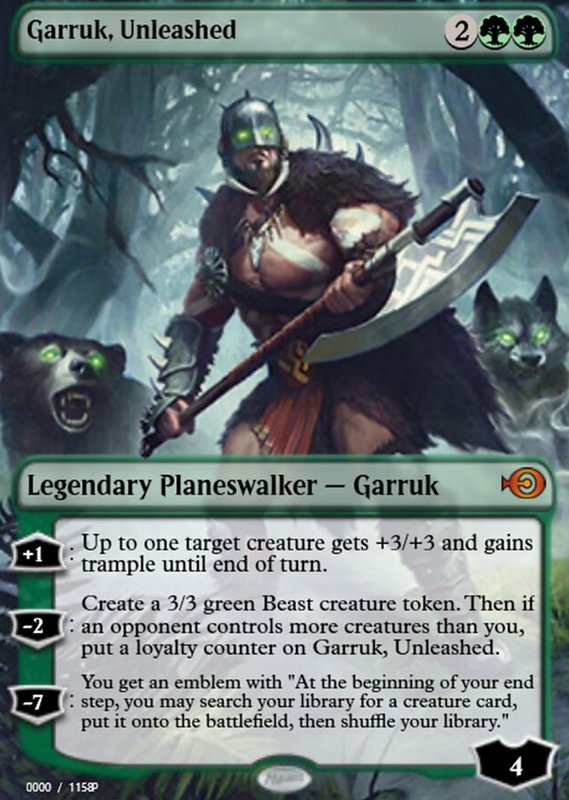 Garruk, Unleashed
2
Legendary Planeswalker — Garruk
+1 : Up to one target creature gets +3/+3 and gains
trample until end of turn.
Create a 3/3 green Beast creature token. Then if
-2 : an opponent controls more creatures than you,
put a loyalty counter on Garruk, Unleashed.
You get an emblem with "At the beginning of your end
-7 : step, you may search your library for a creature card,
put it onto the battlefield, then shuffle your library."
4
0000 / 1158P